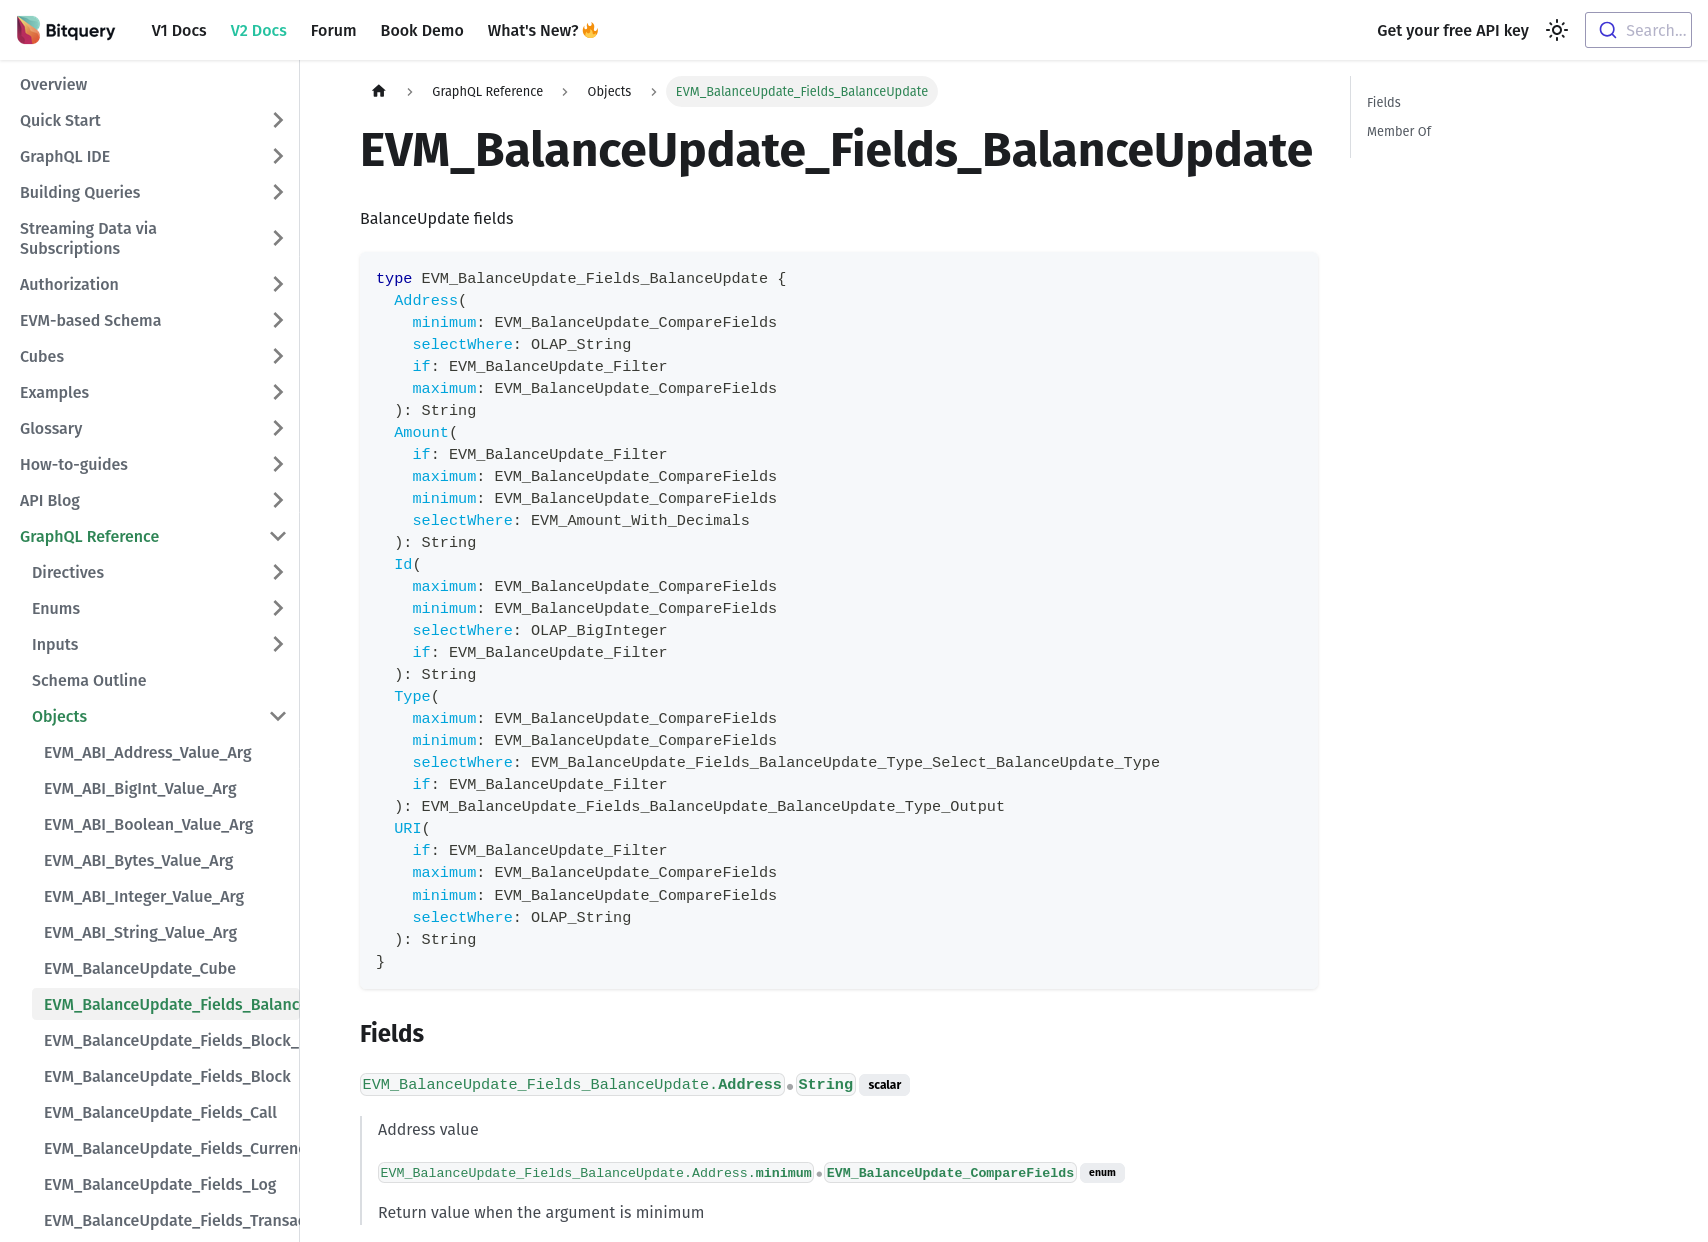 Bitquery
V1 Docs
V2 Docs
Forum
Book Demo
What's New? 🔥
Get your free API key
Search...
Overview
Quick Start
GraphQL IDE
Building Queries
Streaming Data via
Subscriptions
Authorization
EVM-based Schema
Cubes
Examples
Glossary
How-to-guides
API Blog
GraphQL Reference
Directives
Enums
Inputs
Schema Outline
Objects
EVM_ABI_Address_Value_Arg
EVM_ABI_BigInt_Value_Arg
EVM_ABI_Boolean_Value_Arg
EVM_ABI_Bytes_Value_Arg
EVM_ABI_Integer_Value_Arg
EVM_ABI_String_Value_Arg
EVM_BalanceUpdate_Cube
EVM_BalanceUpdate_Fields_Balanc
EVM_BalanceUpdate_Fields_Block_
EVM_BalanceUpdate_Fields_Block
EVM_BalanceUpdate_Fields_Call
EVM_BalanceUpdate_Fields_Curren
EVM_BalanceUpdate_Fields_Log
EVM_BalanceUpdate_Fields_Transa
GraphQL Reference
Objects
EVM_BalanceUpdate_Fields_BalanceUpdate
EVM_BalanceUpdate_Fields_BalanceUpdate
BalanceUpdate fields
type EVM_BalanceUpdate_Fields_BalanceUpdate {
  Address(
    minimum: EVM_BalanceUpdate_CompareFields
    selectWhere: OLAP_String
    if: EVM_BalanceUpdate_Filter
    maximum: EVM_BalanceUpdate_CompareFields
  ): String
  Amount(
    if: EVM_BalanceUpdate_Filter
    maximum: EVM_BalanceUpdate_CompareFields
    minimum: EVM_BalanceUpdate_CompareFields
    selectWhere: EVM_Amount_With_Decimals
  ): String
  Id(
    maximum: EVM_BalanceUpdate_CompareFields
    minimum: EVM_BalanceUpdate_CompareFields
    selectWhere: OLAP_BigInteger
    if: EVM_BalanceUpdate_Filter
  ): String
  Type(
    maximum: EVM_BalanceUpdate_CompareFields
    minimum: EVM_BalanceUpdate_CompareFields
    selectWhere: EVM_BalanceUpdate_Fields_BalanceUpdate_Type_Select_BalanceUpdate_Type
    if: EVM_BalanceUpdate_Filter
  ): EVM_BalanceUpdate_Fields_BalanceUpdate_BalanceUpdate_Type_Output
  URI(
    if: EVM_BalanceUpdate_Filter
    maximum: EVM_BalanceUpdate_CompareFields
    minimum: EVM_BalanceUpdate_CompareFields
    selectWhere: OLAP_String
  ): String
}
Fields
EVM_BalanceUpdate_Fields_BalanceUpdate.Address ● String scalar
Address value
EVM_BalanceUpdate_Fields_BalanceUpdate.Address.minimum ● EVM_BalanceUpdate_CompareFields enum
Return value when the argument is minimum
Fields
Member Of